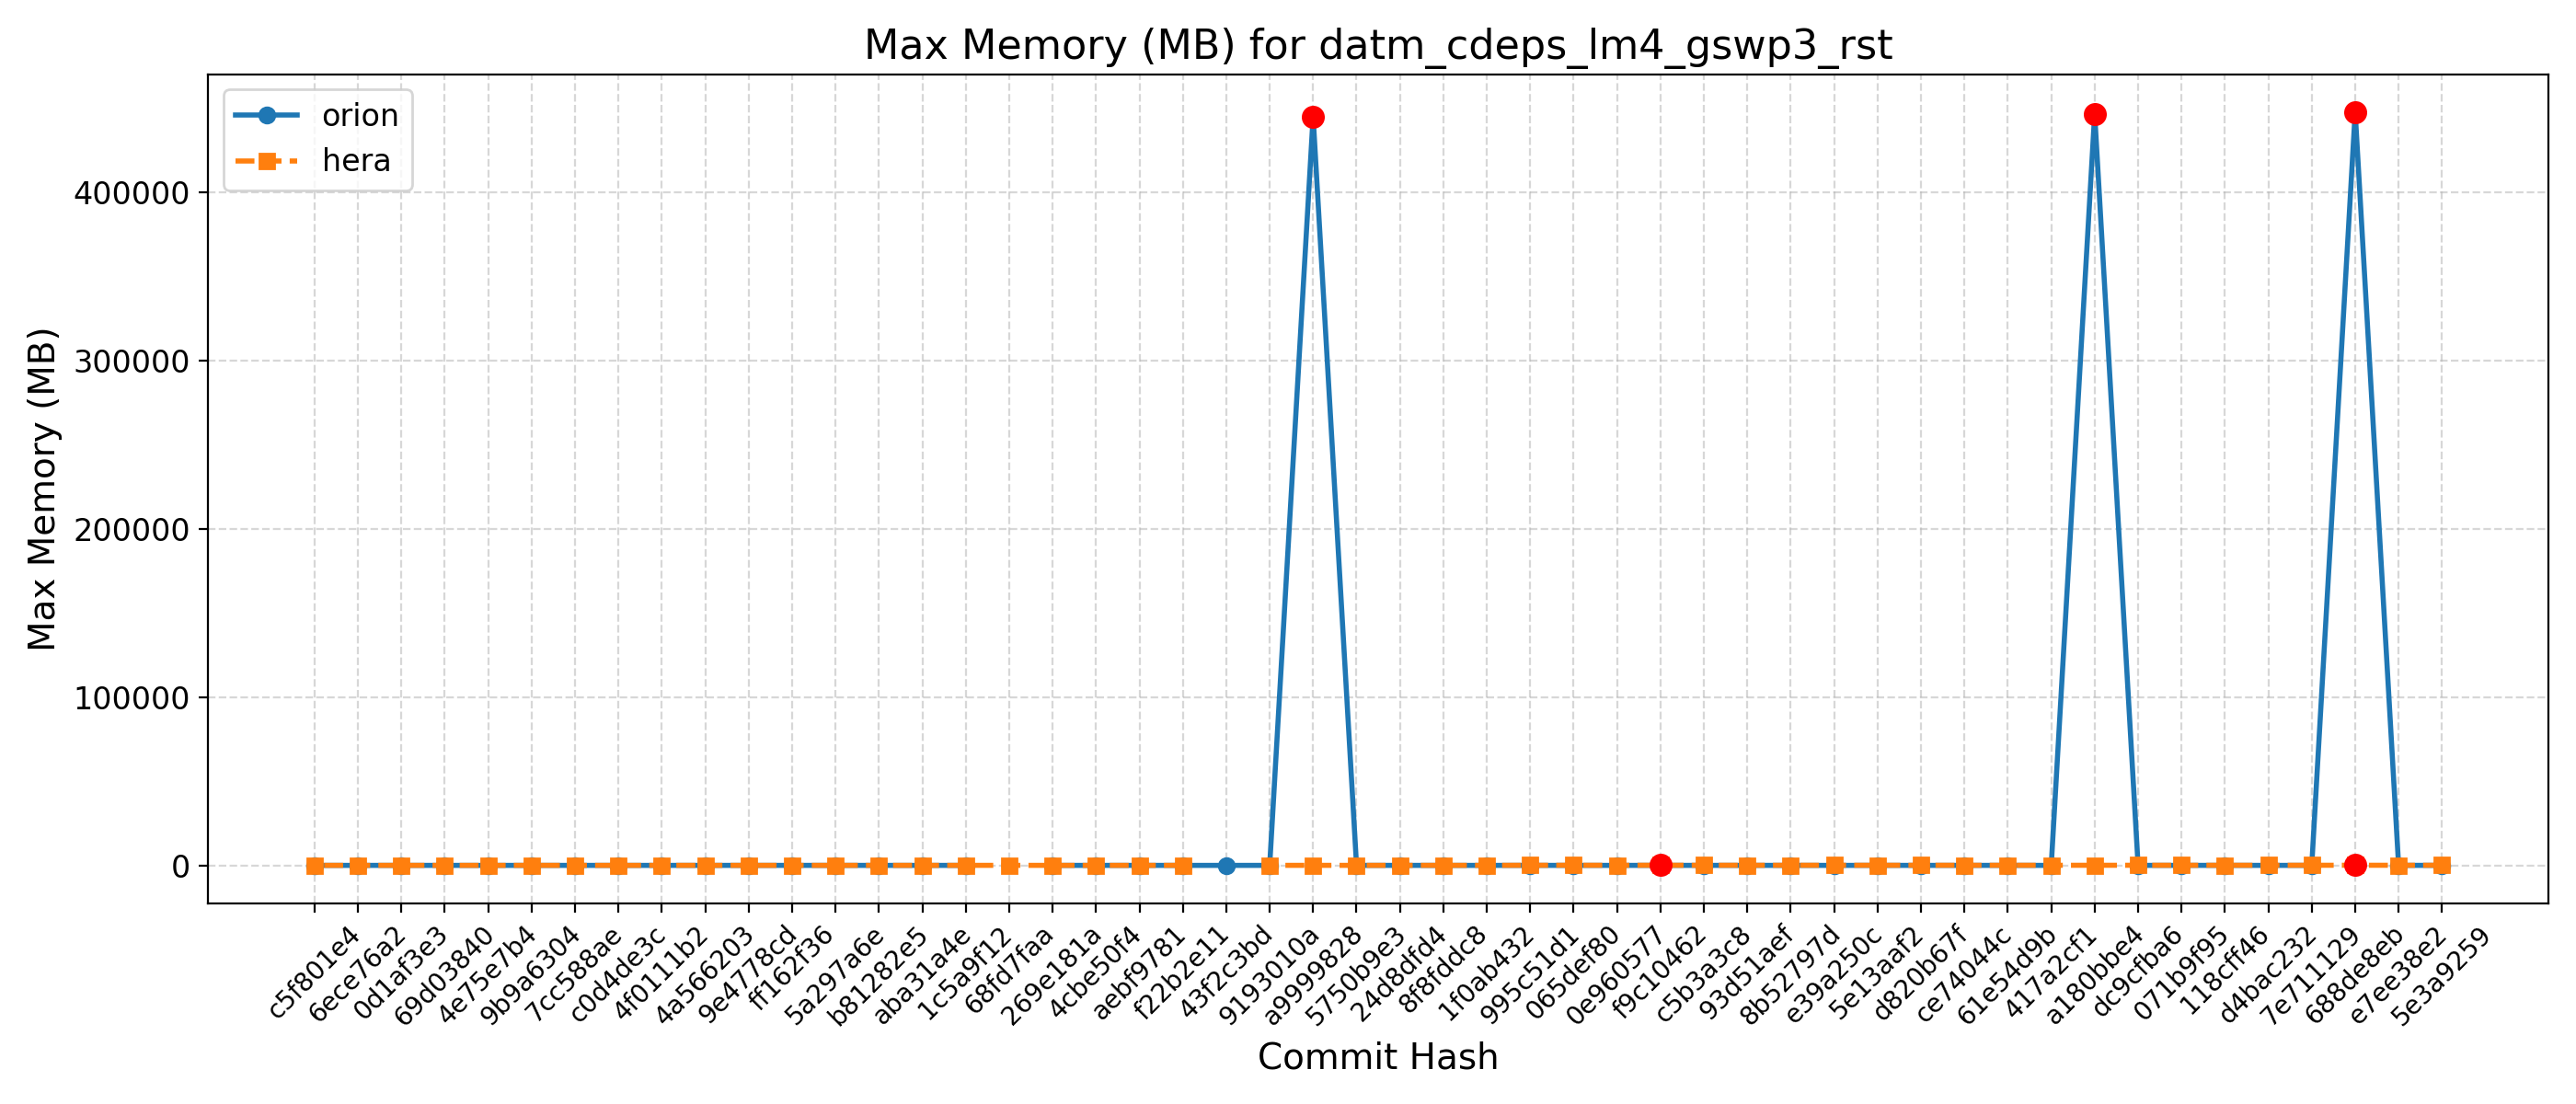 Max Memory (MB) for datm_cdeps_lm4_gswp3_rst
orion
hera
Max Memory (MB)
400000
300000
200000
100000
0
c5f801e4
6ece76a2
0d1af3e3
69d03840
4e75e7b4
9b9a6304
7cc588ae
c0d4de3c
4f0111b2
4a566203
9e4778cd
ff162f36
5a297a6e
b81282e5
aba31a4e
1c5a9f12
68fd7faa
269e181a
4cbe50f4
aebf9781
f22b2e11
43f2c3bd
9193010a
a9999828
5750b9e3
24d8dfd4
8f8fddc8
1f0ab432
995c51d1
065def80
0e960577
f9c10462
c5b3a3c8
93d51aef
8b52797d
e39a250c
5e13aaf2
d820b67f
ce74044c
61e54d9b
417a2cf1
a180bbe4
dc9cfba6
071b9f95
118cff46
d4bac232
7e711129
688de8eb
e7ee38e2
5e3a9259
Commit Hash